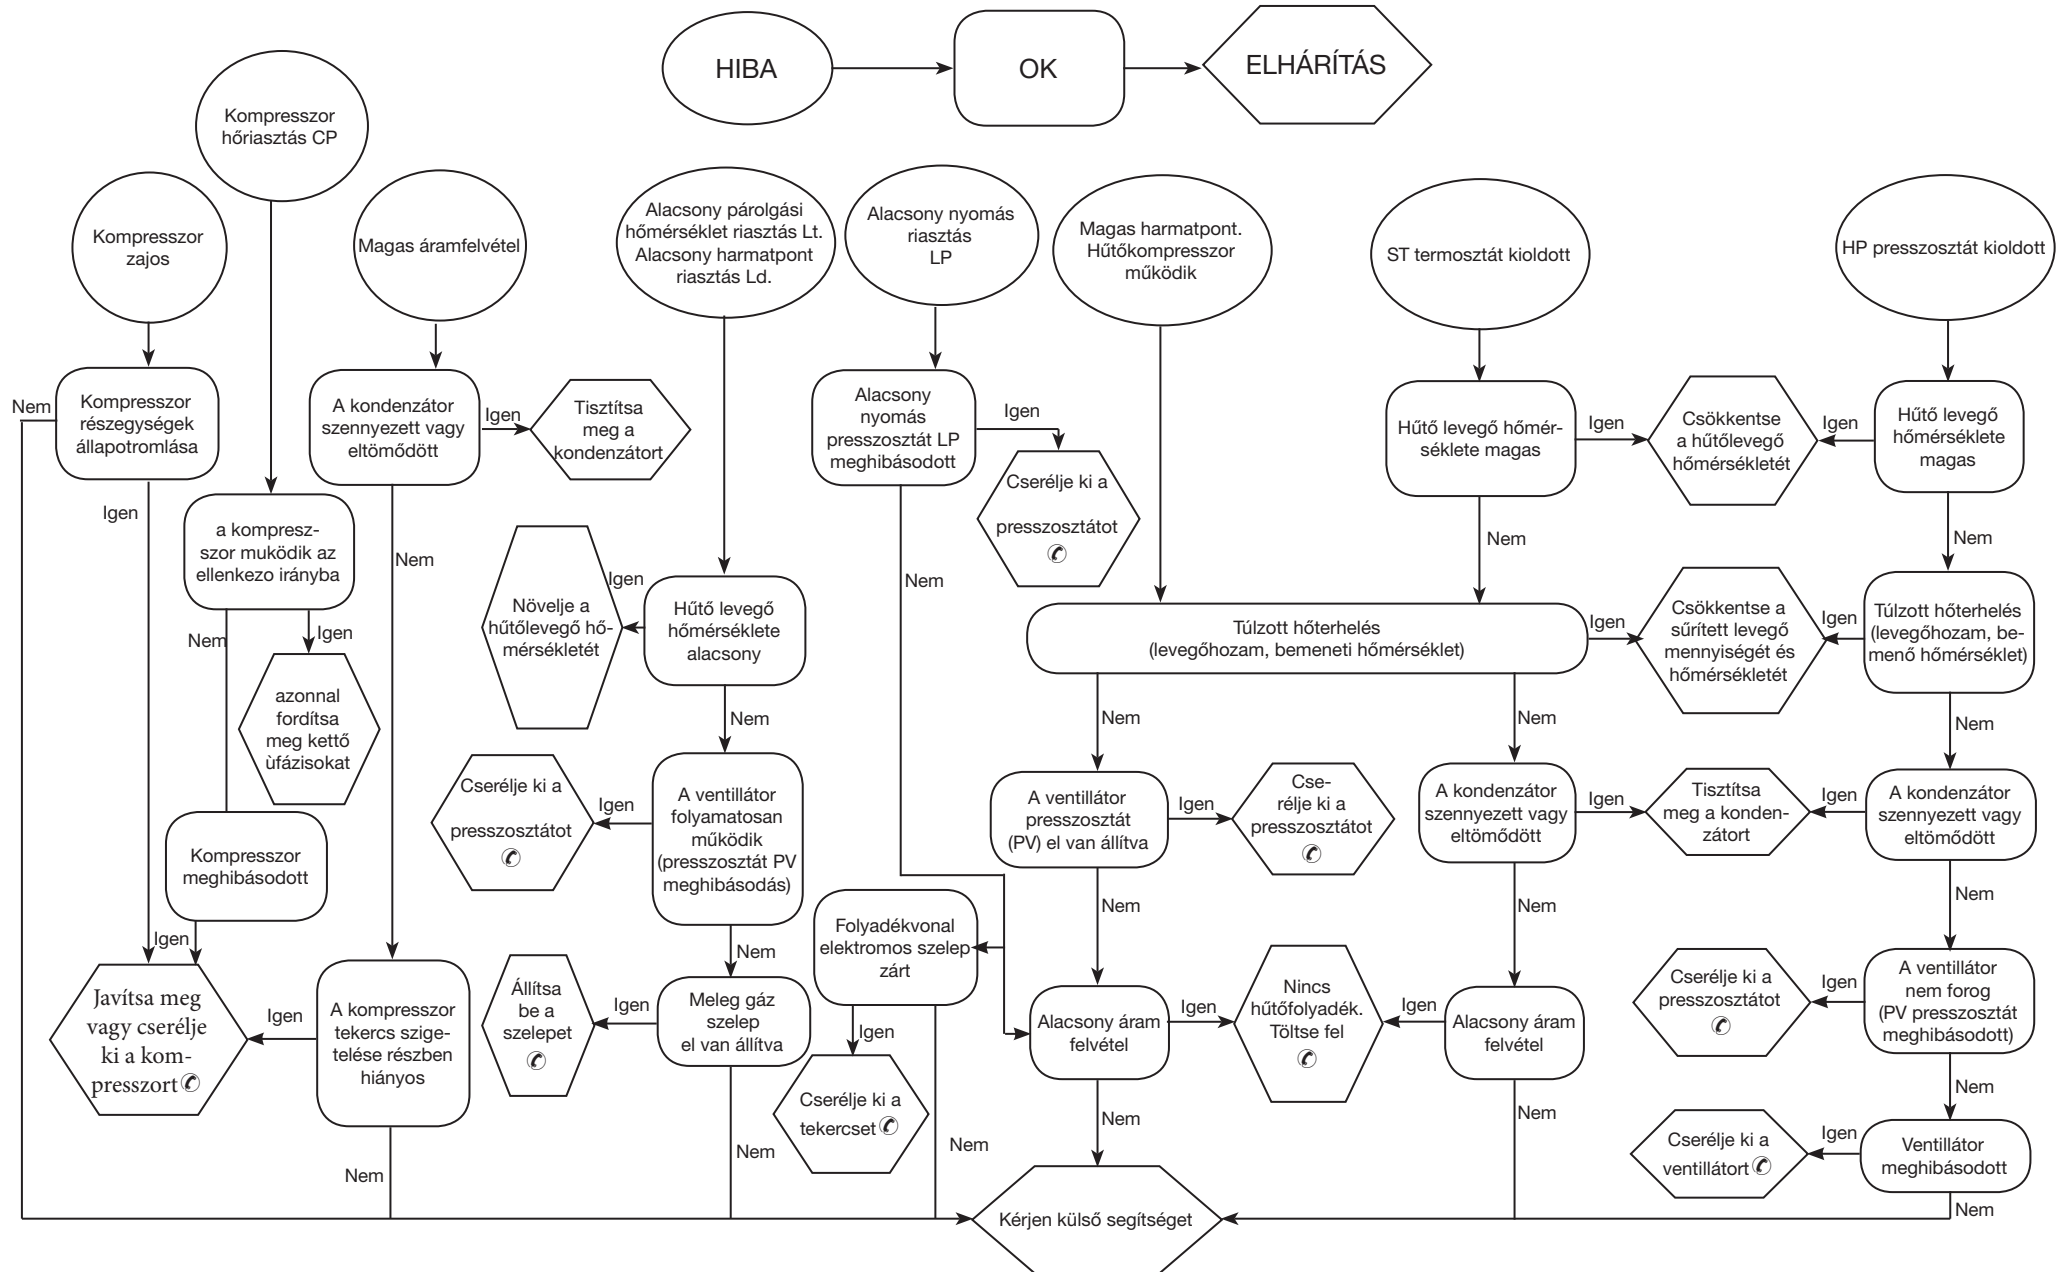 HIBA
OK
ELHÁRÍTÁS
Kompresszor
hőriasztás CP
Kompresszor
zajos
Magas áramfelvétel
Alacsony párolgási
hőmérséklet riasztás Lt.
Alacsony harmatpont
riasztás Ld.
Alacsony nyomás
riasztás
LP
Magas harmatpont.
Hűtőkompresszor
működik
ST termosztát kioldott
HP presszosztát kioldott
Nem
Kompresszor
részegységek
állapotromlása
Igen
A kondenzátor
szennyezett vagy
eltömődött
Igen
Tisztítsa
meg a
kondenzátort
Nem
Alacsony
nyomás
presszosztát LP
meghibásodott
Igen
Cserélje ki a
presszosztátot
✆
Nem
Hűtő levegő hőmér-
séklete magas
Igen
Csökkentse
a hűtőlevegő
hőmérsékletét
Igen
Hűtő levegő
hőmérséklete
magas
Nem
Nem
a kompresz-
szor muködik az
ellenkezo irányba
Nem
Igen
azonnal
fordítsa
meg kettő
ùfázisokat
Kompresszor
meghibásodott
Igen
Növelje a
hűtőlevegő hő-
mérsékletét
Igen
Hűtő levegő
hőmérséklete
alacsony
Nem
Túlzott hőterhelés
(levegőhozam, bemeneti hőmérséklet)
Igen
Csökkentse a
sűrített levegő
mennyiségét és
hőmérsékletét
Igen
Túlzott hőterhelés
(levegőhozam, be-
menő hőmérséklet)
Nem
Nem
Nem
Cserélje ki a
presszosztátot
✆
Igen
A ventillátor
folyamatosan
működik
(presszosztát PV
meghibásodás)
Nem
A ventillátor
presszosztát
(PV) el van állítva
Igen
Cse-
rélje ki a
presszosztátot
✆
Nem
A kondenzátor
szennyezett vagy
eltömődött
Igen
Tisztítsa
meg a konden-
zátort
Igen
A kondenzátor
szennyezett vagy
eltömődött
Nem
Nem
Javítsa meg
vagy cserélje
ki a kom-
presszort ✆
Igen
A kompresszor
tekercs szige-
telése részben
hiányos
Nem
Állítsa
be a
szelepet
✆
Igen
Meleg gáz
szelep
el van állítva
Nem
Folyadékvonal
elektromos szelep
zárt
Igen
Cserélje ki a
tekercset ✆
Nem
Alacsony áram
felvétel
Igen
Nincs
hűtőfolyadék.
Töltse fel
✆
Igen
Alacsony áram
felvétel
Nem
Nem
Cserélje ki a
presszosztátot
✆
Igen
A ventillátor
nem forog
(PV presszosztát
meghibásodott)
Nem
Cserélje ki a
ventillátort ✆
Igen
Ventillátor
meghibásodott
Nem
Kérjen külső segítséget